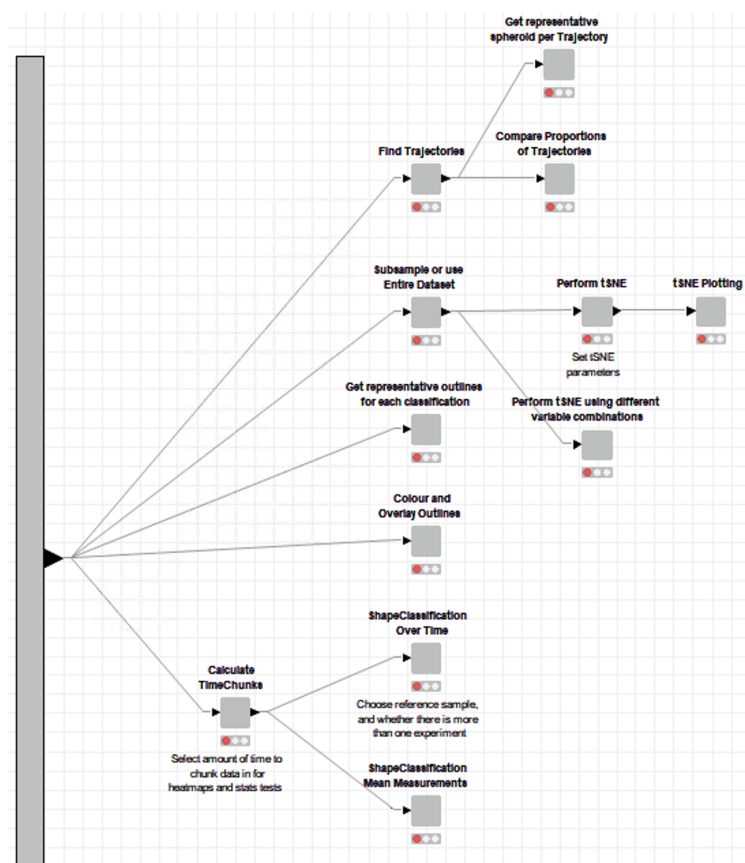 Get representative
spheroid per Trajectory
Compare Proportions
of Trajectories
Find Trajectories
Subsample or use
Entire Dataset
Perform tSNE
tSNE Plotting
Set tSNE
parameters
Get representative outlines
for each classification
Perform tSNE using different
variable combinations
Colour and
Overlay Outlines
ShapeClassification
Over Time
Choose reference sample,
and whether there is more
than one experiment
Calculate
TimeChunks
Select amount of time to
chunk data in for
heatmaps and stats tests
ShapeClassification
Mean Measurements